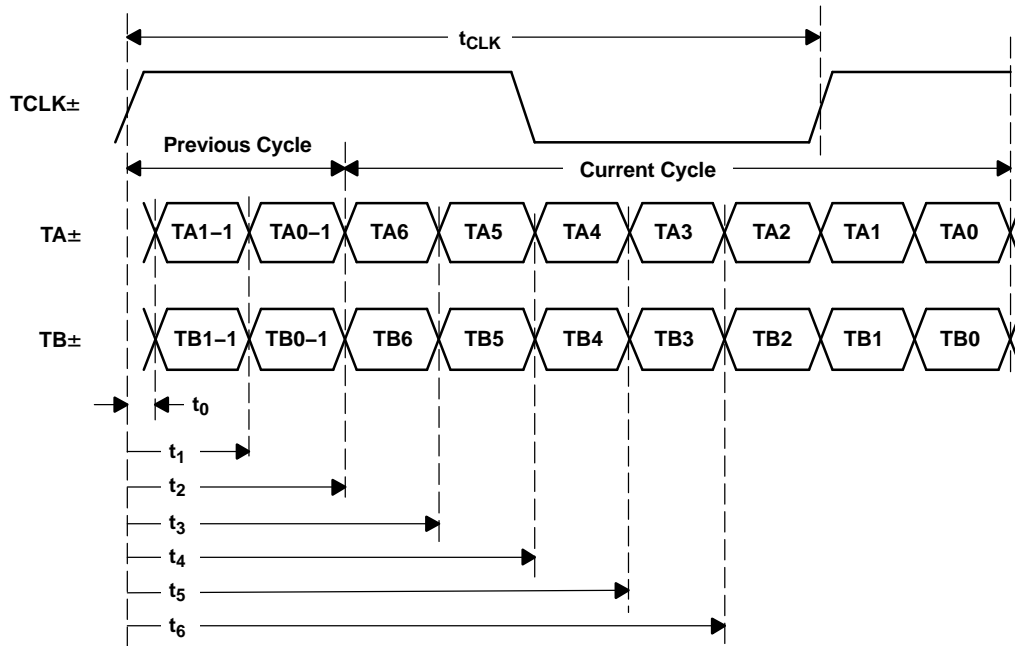 t_CLK
TCLK±
Previous Cycle
Current Cycle
TA± TA1–1 TA0–1 TA6 TA5 TA4 TA3 TA2 TA1 TA0
TB± TB1–1 TB0–1 TB6 TB5 TB4 TB3 TB2 TB1 TB0
t0
t1
t2
t3
t4
t5
t6